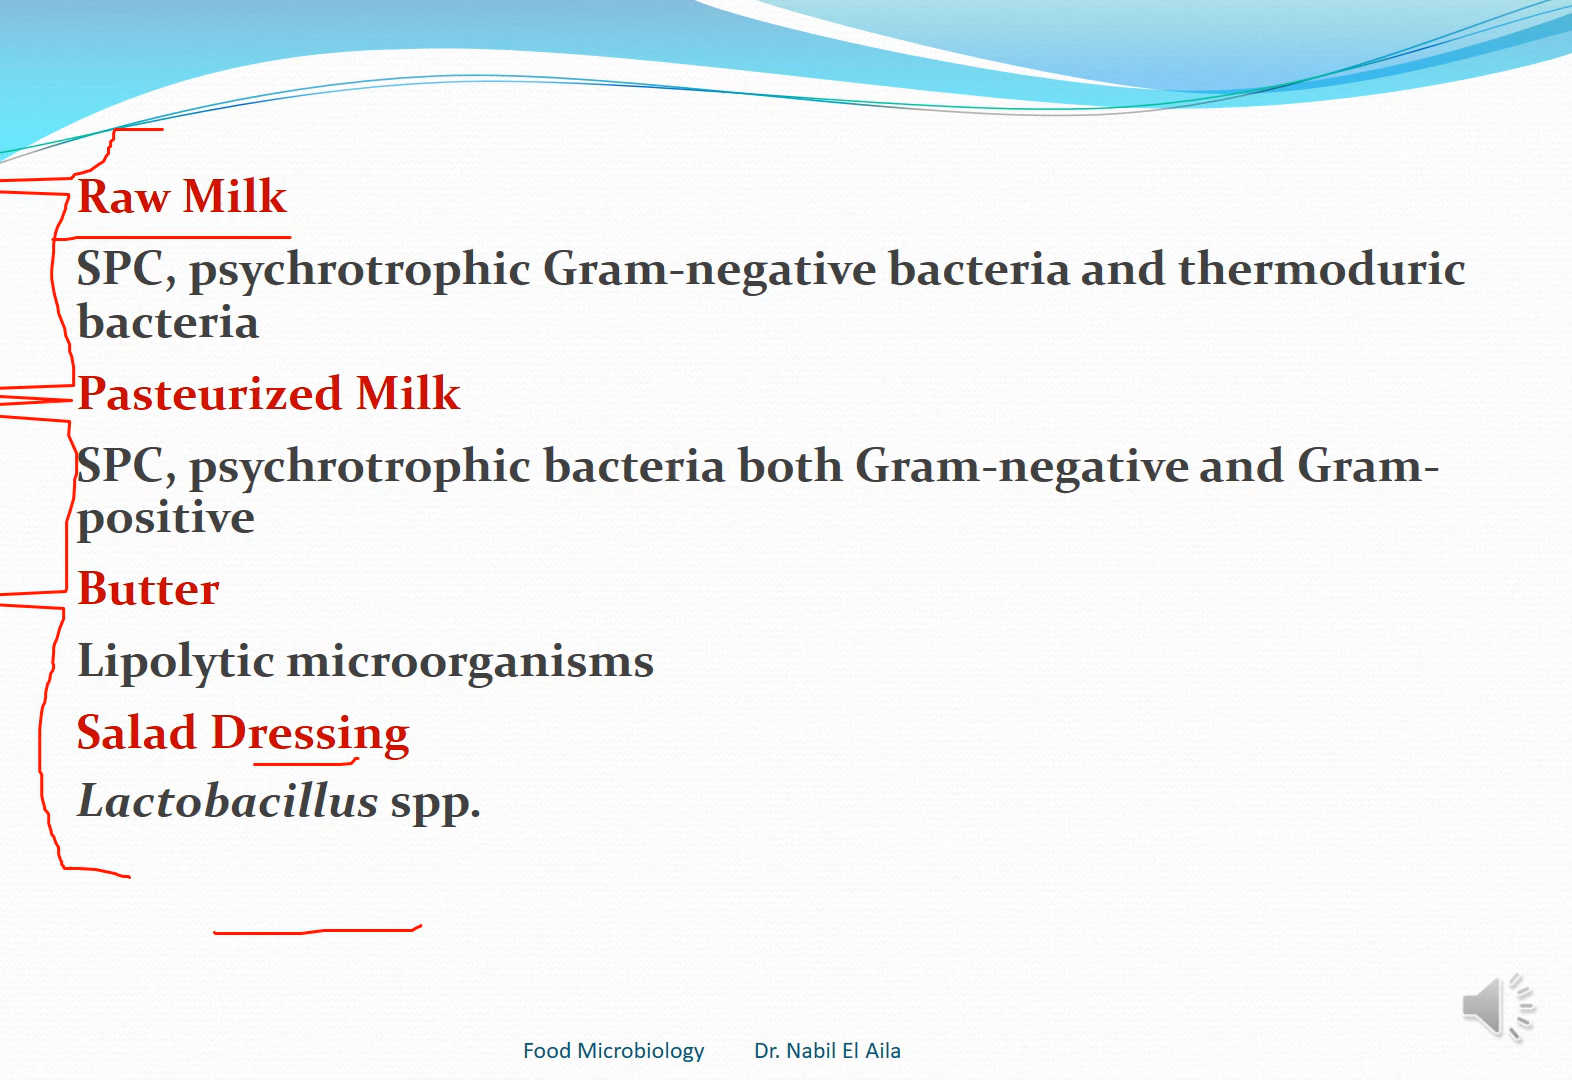 Raw Milk
SPC, psychrotrophic Gram-negative bacteria and thermoduric
bacteria
Pasteurized Milk
SPC, psychrotrophic bacteria both Gram-negative and Gram-
positive
Butter
Lipolytic microorganisms
Salad Dressing
Lactobacillus spp.
Food Microbiology Dr. Nabil El Aila